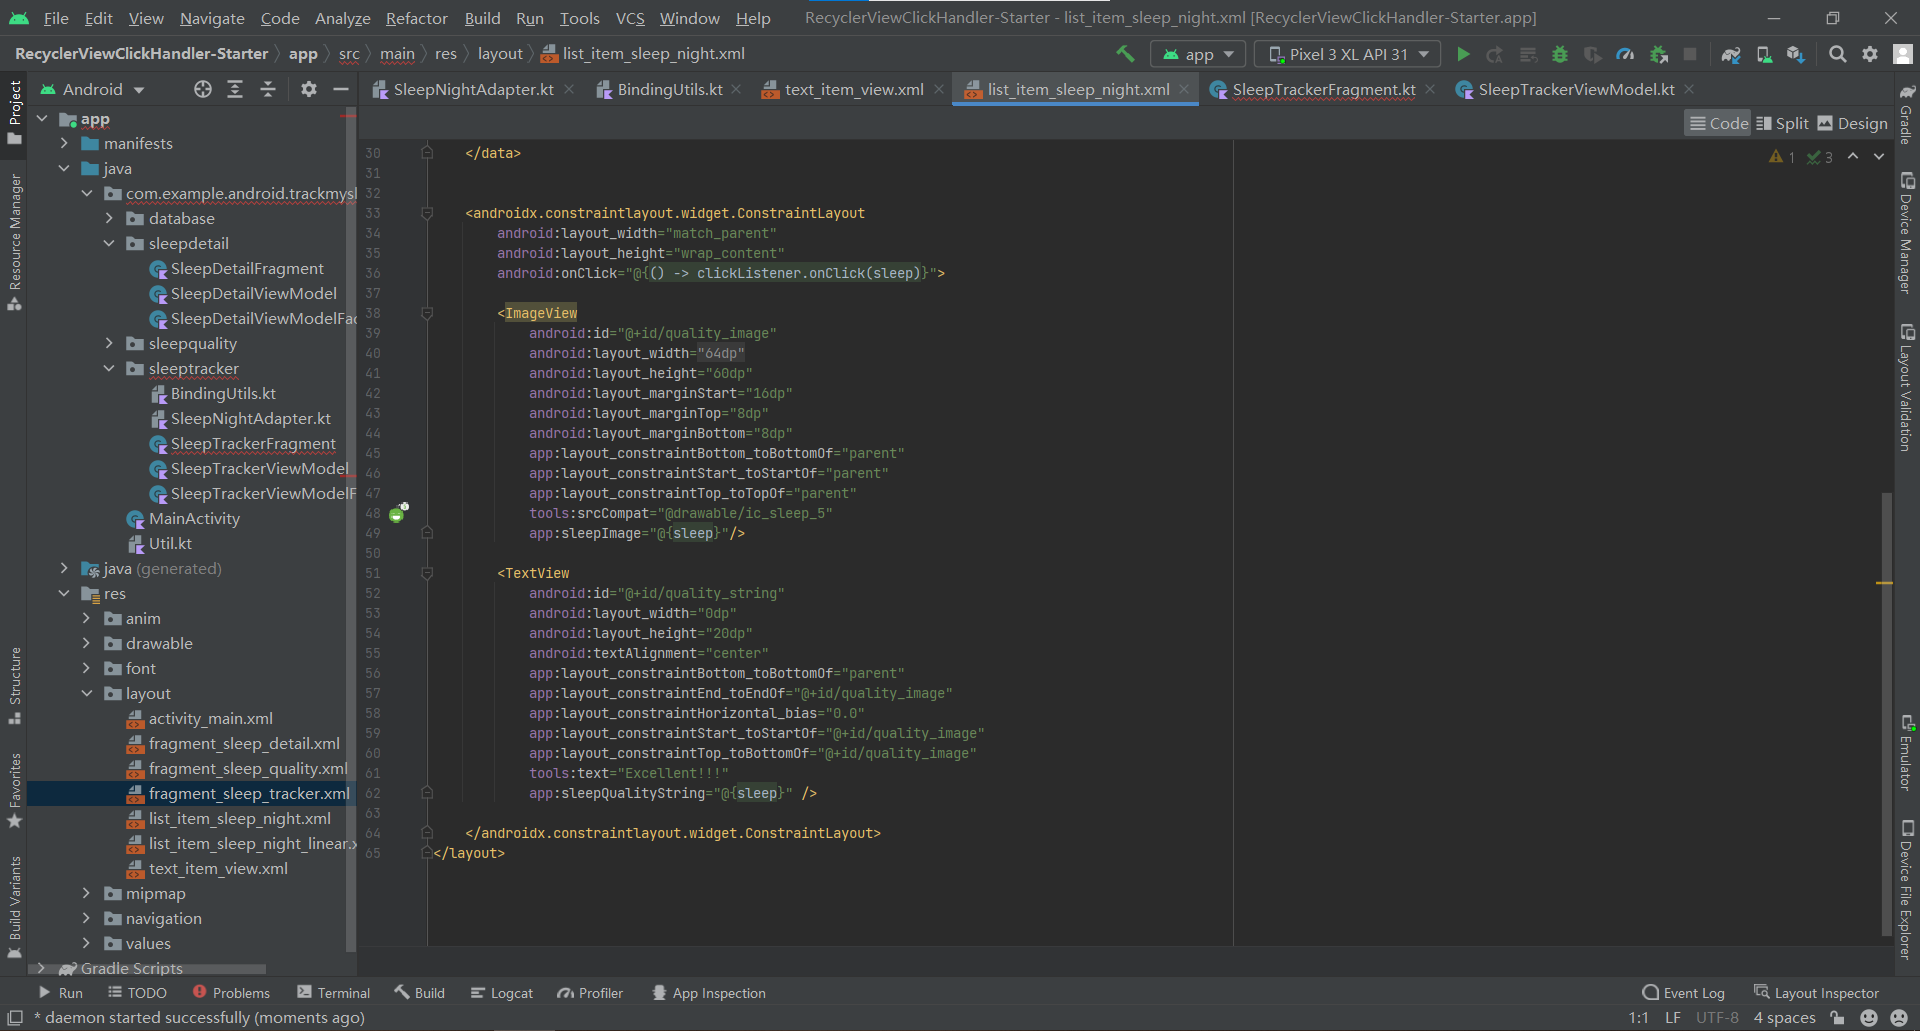 File Edit View Navigate Code Analyze Refactor Build Run Tools VCS Window Help RecyclerViewClickHandler-Starter - list_item_sleep_night.xml [RecyclerViewClickHandler-Starter.app]
RecyclerViewClickHandler-Starter app src main res layout list_item_sleep_night.xml app Pixel 3 XL API 31
Android SleepNightAdapter.kt BindingUtils.kt text_item_view.xml list_item_sleep_night.xml SleepTrackerFragment.kt SleepTrackerViewModel.kt
Code Split Design
1 3
Project
Resource Manager
Structure
Favorites
Build Variants
app
manifests
java
com.example.android.trackmysl
database
sleepdetail
SleepDetailFragment
SleepDetailViewModel
SleepDetailViewModelFac
sleepquality
sleeptracker
BindingUtils.kt
SleepNightAdapter.kt
SleepTrackerFragment
SleepTrackerViewModel
SleepTrackerViewModelF
MainActivity
Util.kt
java (generated)
res
anim
drawable
font
layout
activity_main.xml
fragment_sleep_detail.xml
fragment_sleep_quality.xml
fragment_sleep_tracker.xml
list_item_sleep_night.xml
list_item_sleep_night_linear.x
text_item_view.xml
mipmap
navigation
values
Gradle Scripts
30 </data>
31
32
33 <androidx.constraintlayout.widget.ConstraintLayout
34 android:layout_width="match_parent"
35 android:layout_height="wrap_content"
36 android:onClick="@{() -> clickListener.onClick(sleep)}">
37
38 <ImageView
39 android:id="@+id/quality_image"
40 android:layout_width="64dp"
41 android:layout_height="60dp"
42 android:layout_marginStart="16dp"
43 android:layout_marginTop="8dp"
44 android:layout_marginBottom="8dp"
45 app:layout_constraintBottom_toBottomOf="parent"
46 app:layout_constraintStart_toStartOf="parent"
47 app:layout_constraintTop_toTopOf="parent"
48 tools:srcCompat="@drawable/ic_sleep_5"
49 app:sleepImage="@{sleep}"/>
50
51 <TextView
52 android:id="@+id/quality_string"
53 android:layout_width="0dp"
54 android:layout_height="20dp"
55 android:textAlignment="center"
56 app:layout_constraintBottom_toBottomOf="parent"
57 app:layout_constraintEnd_toEndOf="@+id/quality_image"
58 app:layout_constraintHorizontal_bias="0.0"
59 app:layout_constraintStart_toStartOf="@+id/quality_image"
60 app:layout_constraintTop_toBottomOf="@+id/quality_image"
61 tools:text="Excellent!!!"
62 app:sleepQualityString="@{sleep}" />
63
64 </androidx.constraintlayout.widget.ConstraintLayout>
65 </layout>
Gradle
Device Manager
Layout Validation
Emulator
Device File Explorer
Run TODO Problems Terminal Build Logcat Profiler App Inspection Event Log Layout Inspector
* daemon started successfully (moments ago) 1:1 LF UTF-8 4 spaces